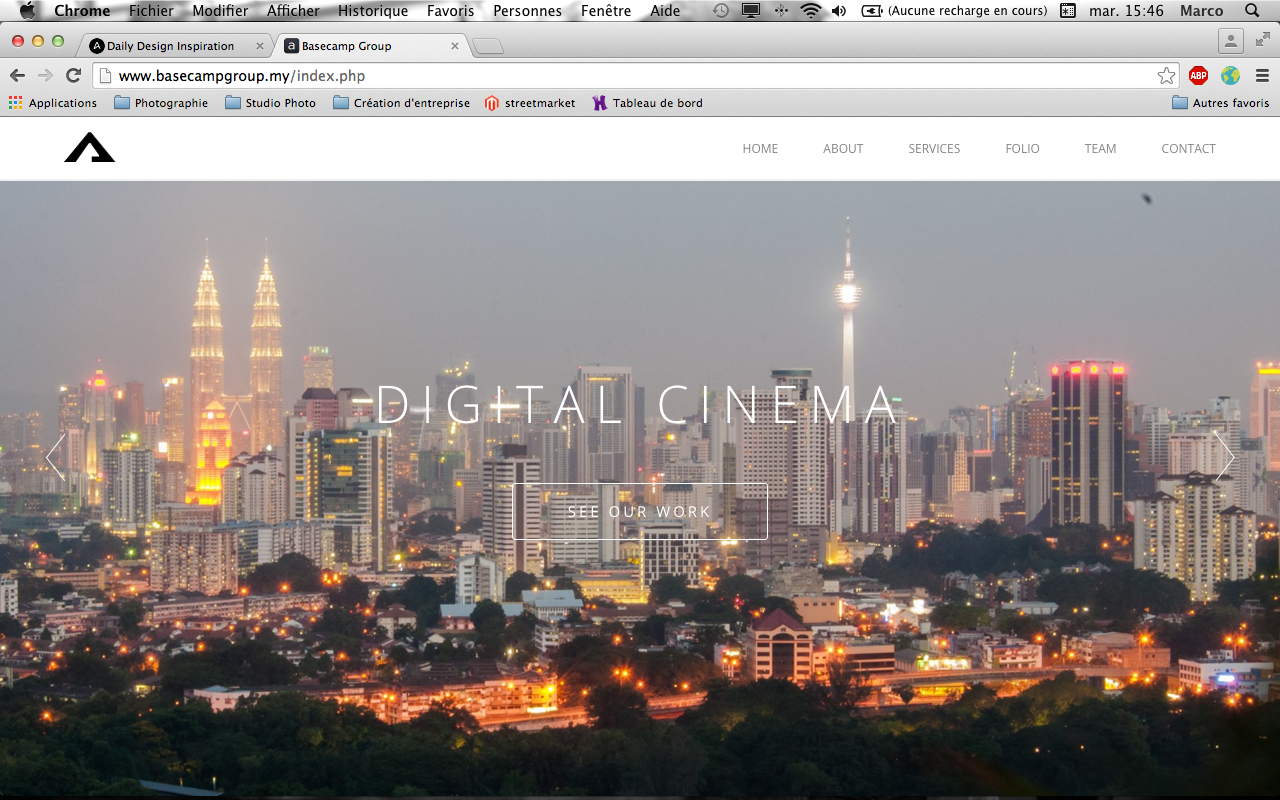 Chrome Fichier Modifier Afficher Historique Favoris Personnes Fenêtre Aide (Aucune recharge en cours) mar. 15:46 Marco
Daily Design Inspiration Basecamp Group
www.basecampgroup.my/index.php ABP
Applications Photographie Studio Photo Création d'entreprise streetmarket Tableau de bord Autres favoris
HOME ABOUT SERVICES FOLIO TEAM CONTACT
DIGITAL CINEMA
SEE OUR WORK